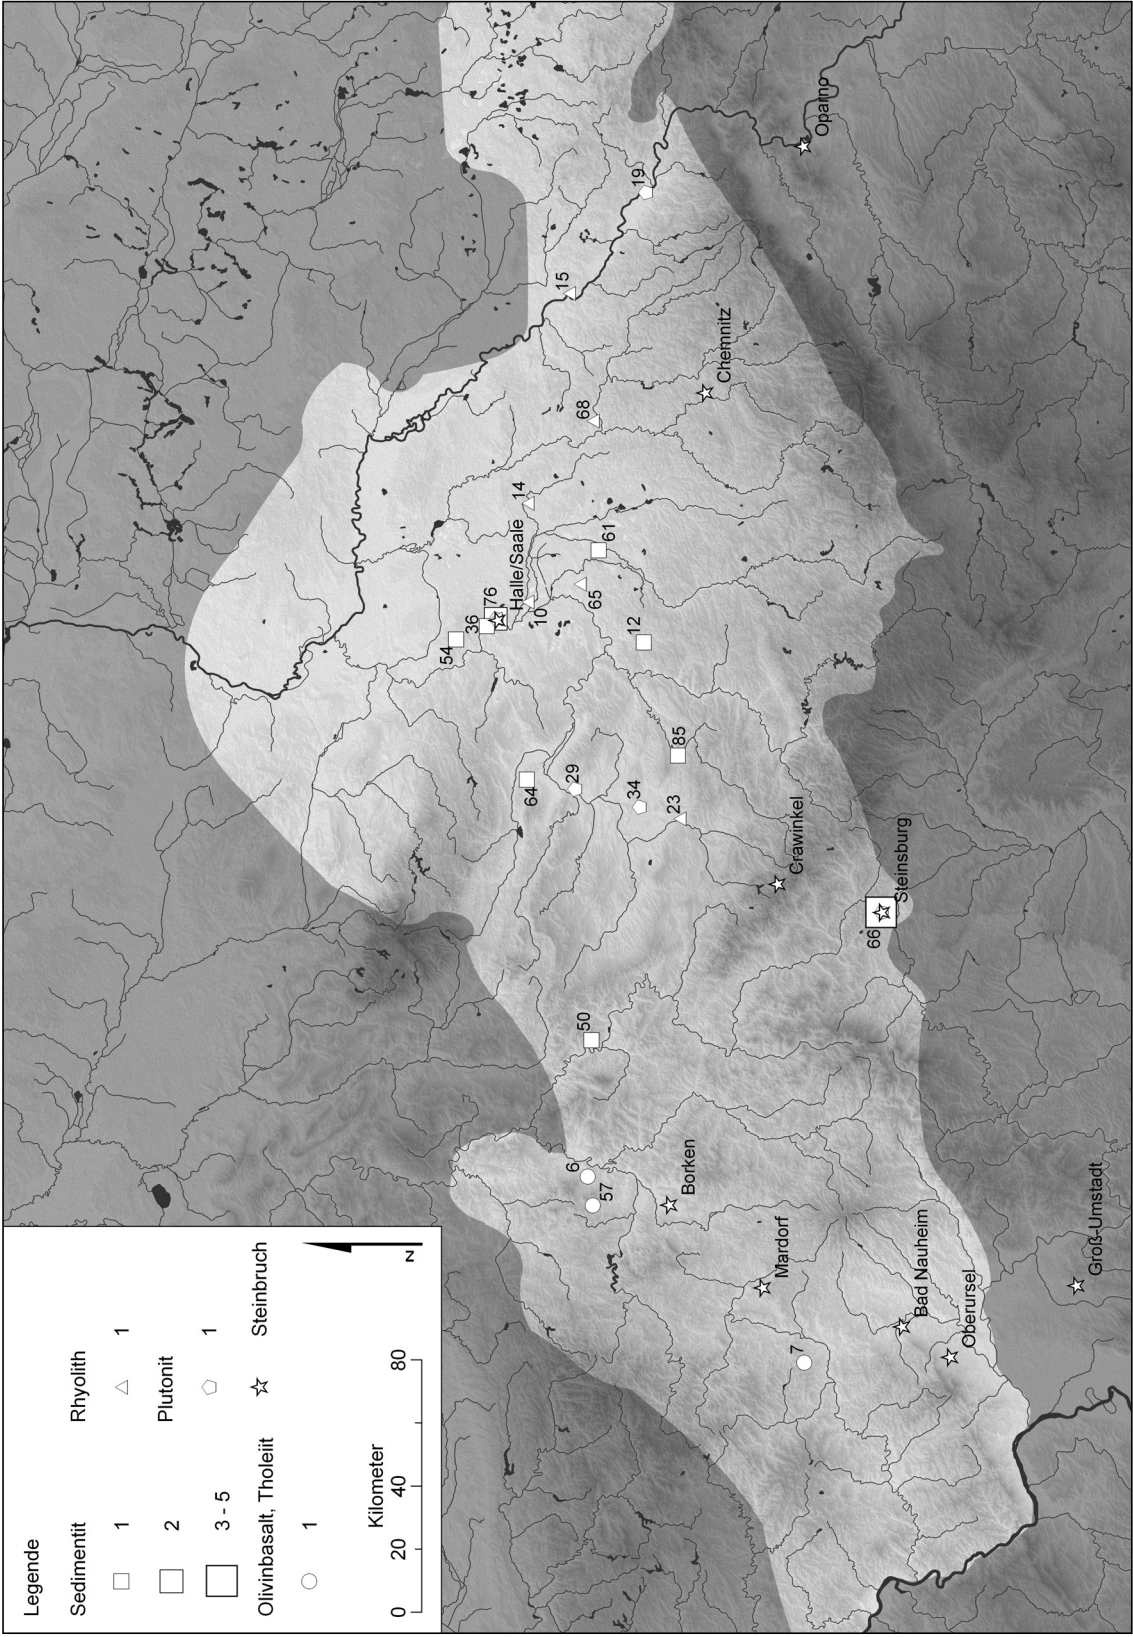 Legende
Sedimentit
1
2
3 - 5
Olivinbasalt, Tholeiit
1
Rhyolith
1
Plutonit
1
Steinbruch
Kilometer
0 20 40 80
N
6
57
Borken
Mardorf
7
Bad Nauheim
Oberursel
Groß-Umstadt
50
66
Steinsburg
Crawinkel
64
29
34
23
85
54
36
76
Halle/Saale
10
12
65
61
14
68
Chemnitz
15
19
Oparno